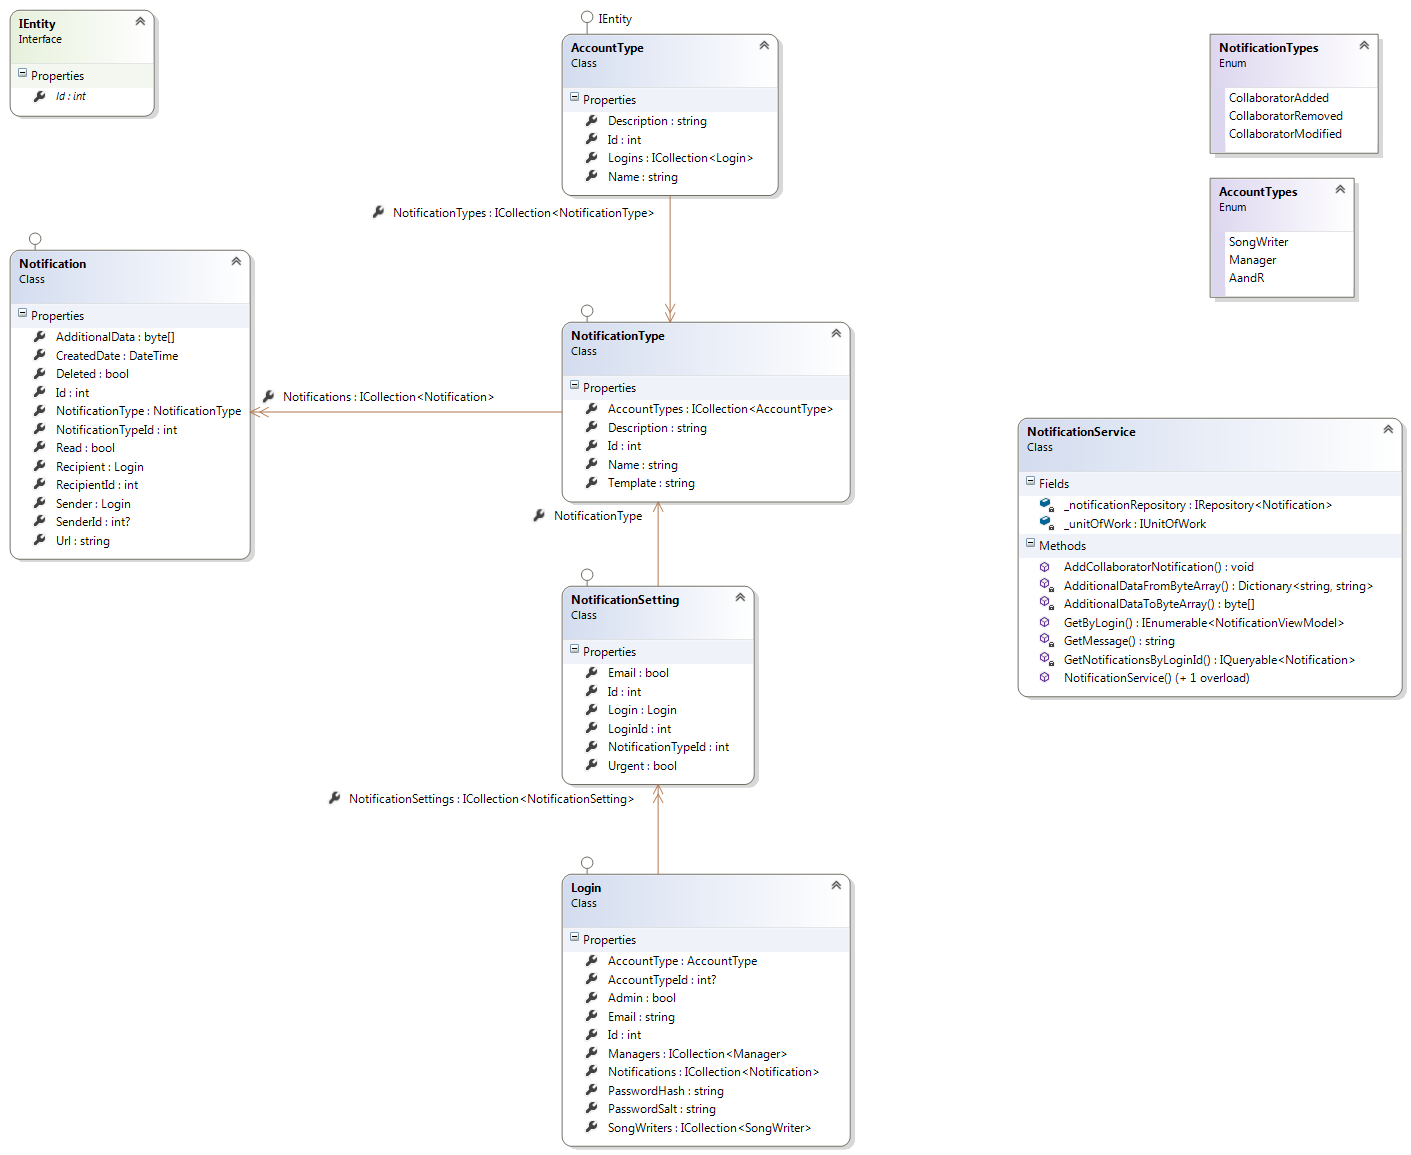 IEntity
Interface
Properties
Id : int
IEntity
AccountType
Class
Properties
Description : string
Id : int
Logins : ICollection<Login>
Name : string
NotificationTypes : ICollection<NotificationType>
NotificationTypes
Enum
CollaboratorAdded
CollaboratorRemoved
CollaboratorModified
AccountTypes
Enum
SongWriter
Manager
AandR
Notification
Class
Properties
AdditionalData : byte[]
CreatedDate : DateTime
Deleted : bool
Id : int
NotificationType : NotificationType
NotificationTypeId : int
Read : bool
Recipient : Login
RecipientId : int
Sender : Login
SenderId : int?
Url : string
Notifications : ICollection<Notification>
NotificationType
Class
Properties
AccountTypes : ICollection<AccountType>
Description : string
Id : int
Name : string
Template : string
NotificationType
NotificationService
Class
Fields
_notificationRepository : IRepository<Notification>
_unitOfWork : IUnitOfWork
Methods
AddCollaboratorNotification() : void
AdditionalDataFromByteArray() : Dictionary<string, string>
AdditionalDataToByteArray() : byte[]
GetByLogin() : IEnumerable<NotificationViewModel>
GetMessage() : string
GetNotificationsByLoginId() : IQueryable<Notification>
NotificationService() (+ 1 overload)
NotificationSetting
Class
Properties
Email : bool
Id : int
Login : Login
LoginId : int
NotificationTypeId : int
Urgent : bool
NotificationSettings : ICollection<NotificationSetting>
Login
Class
Properties
AccountType : AccountType
AccountTypeId : int?
Admin : bool
Email : string
Id : int
Managers : ICollection<Manager>
Notifications : ICollection<Notification>
PasswordHash : string
PasswordSalt : string
SongWriters : ICollection<SongWriter>